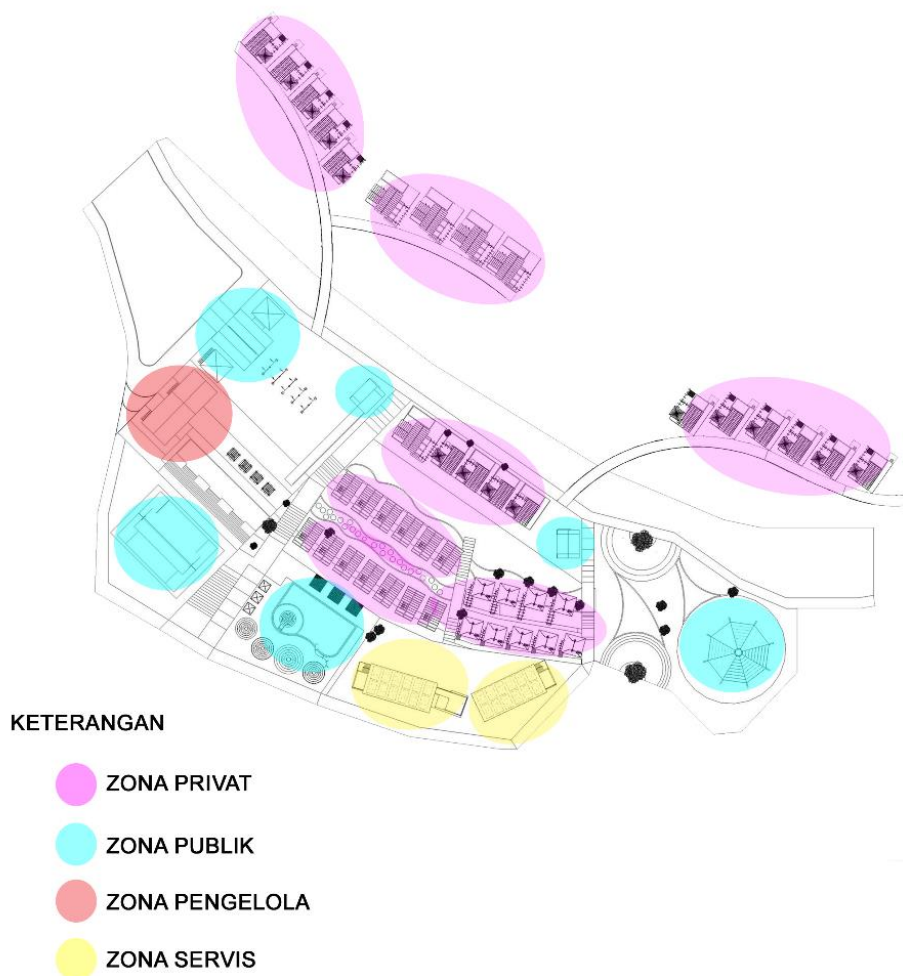 KETERANGAN
ZONA PRIVAT
ZONA PUBLIK
ZONA PENGELOLA
ZONA SERVIS